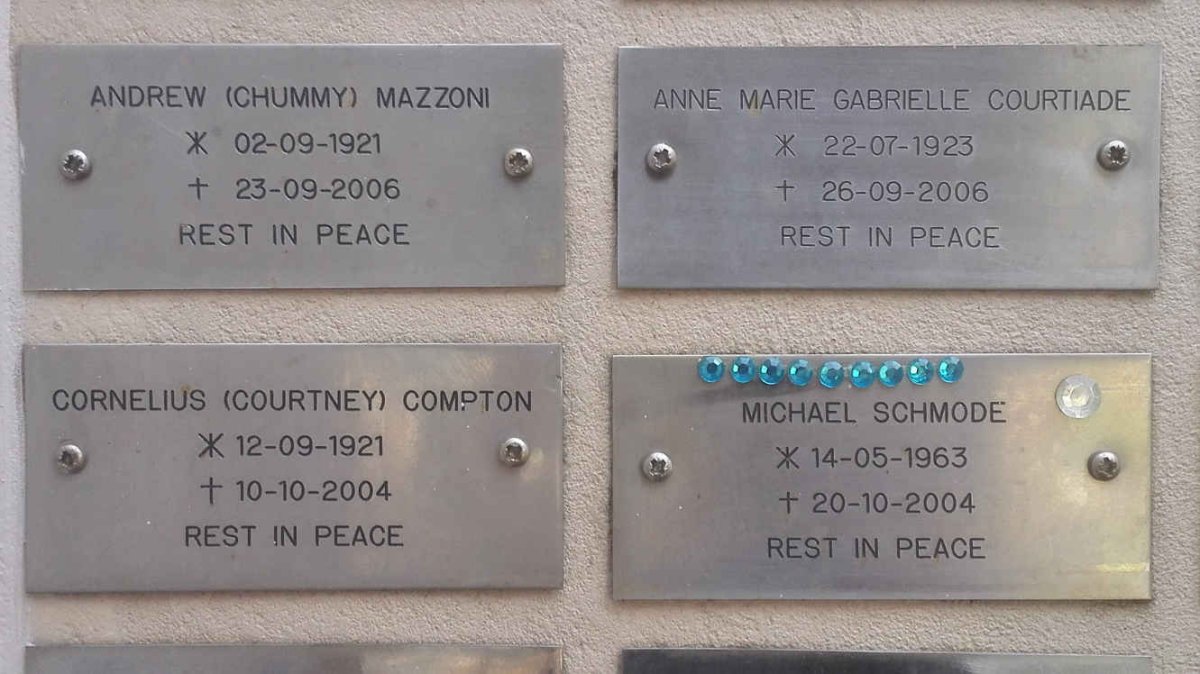 ANDREW (CHUMMY) MAZZONI
* 02-09-1921
† 23-09-2006
REST IN PEACE
ANNE MARIE GABRIELLE COURTIADE
* 22-07-1923
† 26-09-2006
REST IN PEACE
CORNELIUS (COURTNEY) COMPTON
* 12-09-1921
† 10-10-2004
REST IN PEACE
MICHAEL SCHMODE
* 14-05-1963
† 20-10-2004
REST IN PEACE